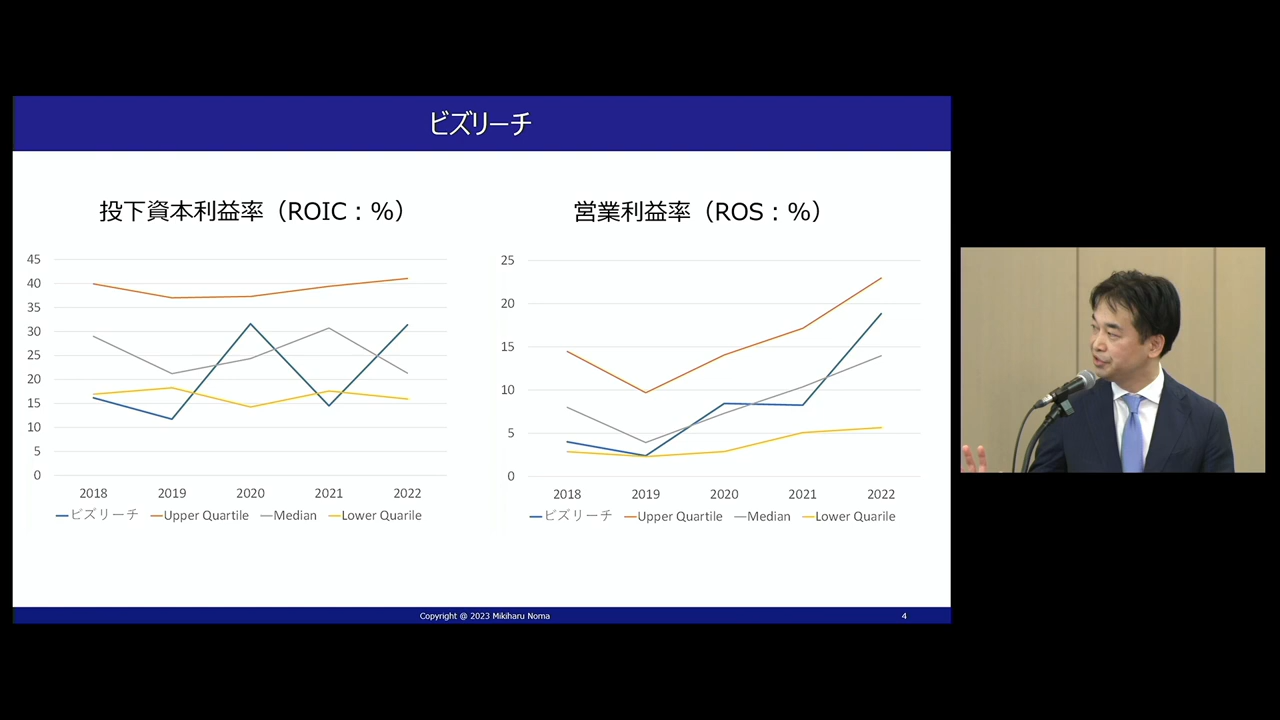 ビズリーチ
投下資本利益率（ROIC：%）
45
40
35
30
25
20
15
10
5
0
2018 2019 2020 2021 2022
ビズリーチ Upper Quartile Median Lower Quarile
営業利益率（ROS：%）
25
20
15
10
5
0
2018 2019 2020 2021 2022
ビズリーチ Upper Quartile Median Lower Quarile
Copyright @ 2023 Mikiharu Noma
4